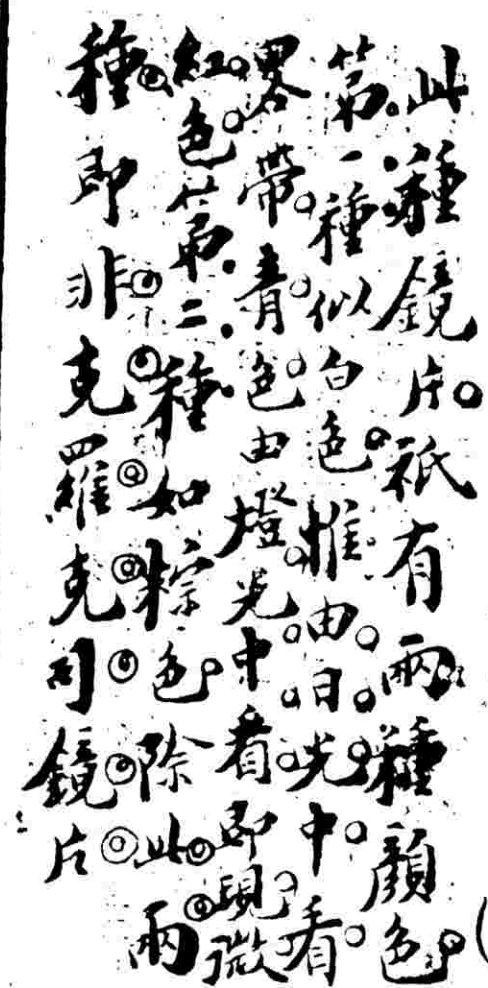 此種鏡片祇有兩種顏色
第一種似白色惟由日光中看
畧帶青色由燈光中看即現微
紅色第二種如棕色除此兩
種即非克羅克司鏡片